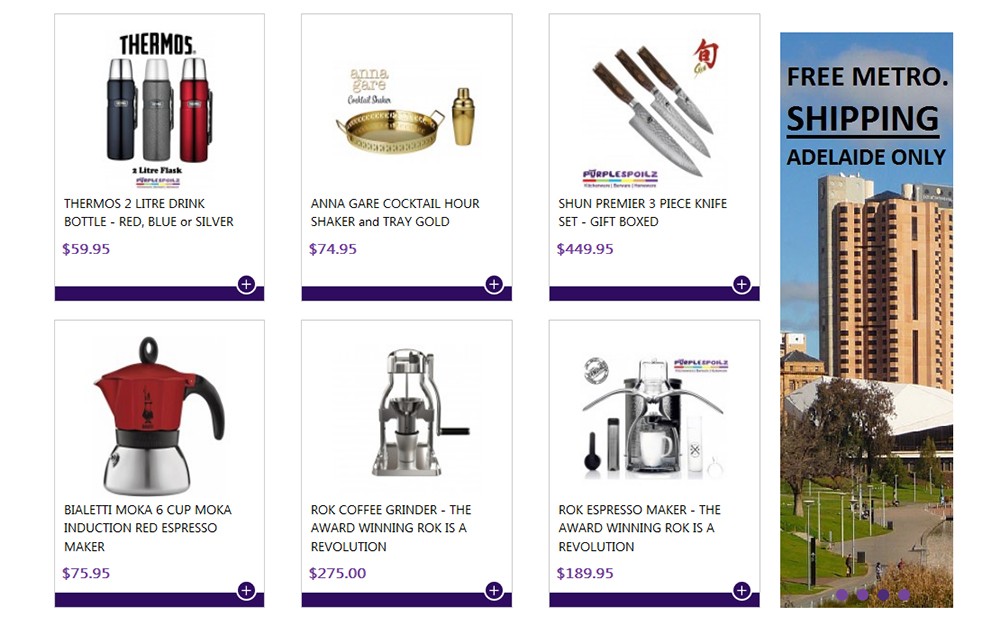 THERMOS
2 Litre Flask
PURPLESPOILZ
THERMOS 2 LITRE DRINK
BOTTLE - RED, BLUE or SILVER
$59.95
anna
gare
Cocktail Shaker
ANNA GARE COCKTAIL HOUR
SHAKER and TRAY GOLD
$74.95
旬
PURPLESPOILZ
Kitchenware | Barware | Homewares
SHUN PREMIER 3 PIECE KNIFE
SET - GIFT BOXED
$449.95
FREE METRO.
SHIPPING
ADELAIDE ONLY
BIALETTI MOKA 6 CUP MOKA
INDUCTION RED ESPRESSO
MAKER
$75.95
ROK COFFEE GRINDER - THE
AWARD WINNING ROK IS A
REVOLUTION
$275.00
PURPLESPOILZ
ROK ESPRESSO MAKER - THE
AWARD WINNING ROK IS A
REVOLUTION
$189.95